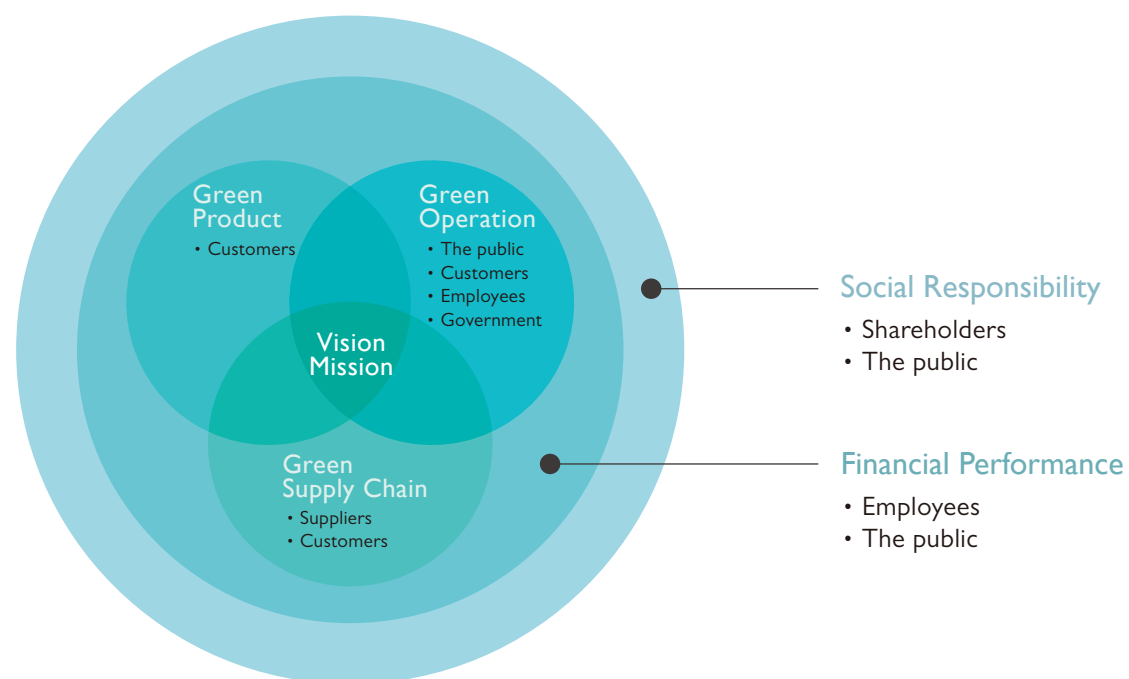 Green
Product
• Customers
Green
Operation
• The public
• Customers
• Employees
• Government
Vision
Mission
Green
Supply Chain
• Suppliers
• Customers
Social Responsibility
• Shareholders
• The public
Financial Performance
• Employees
• The public